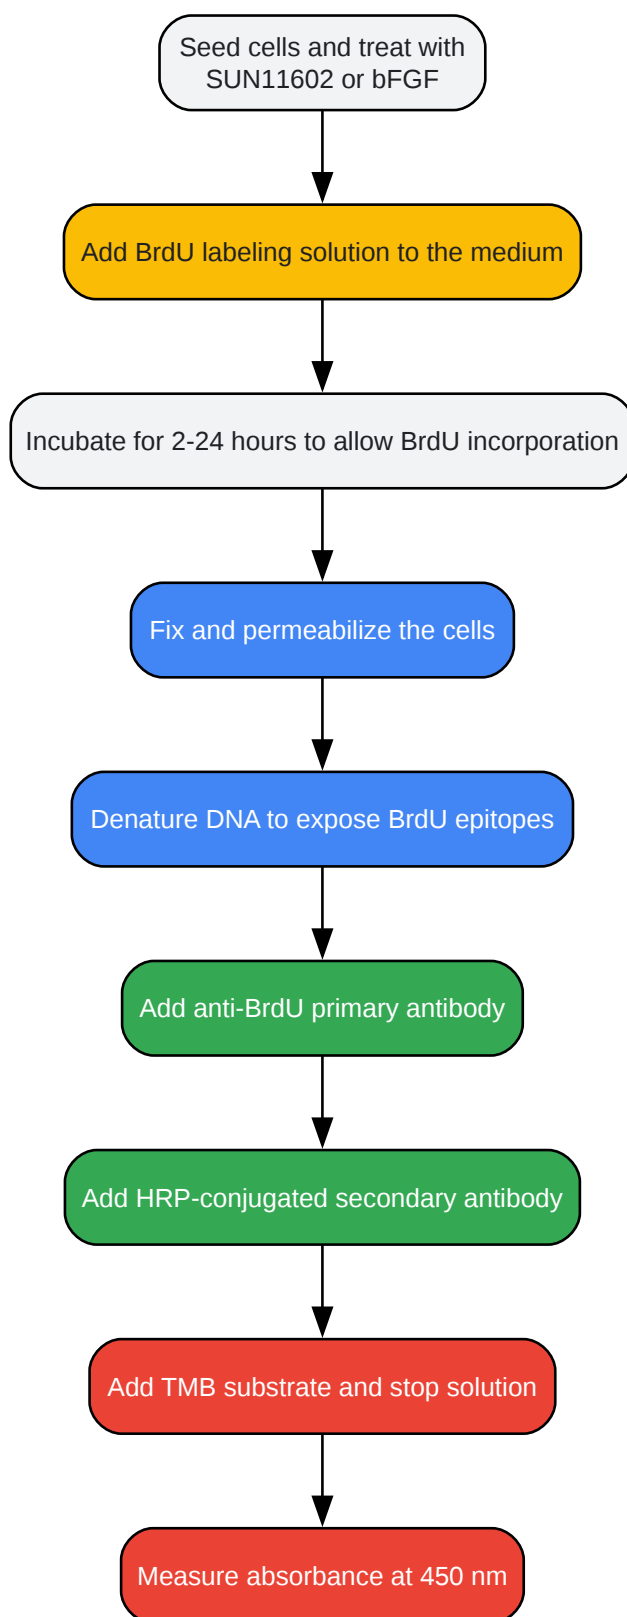 Seed cells and treat with
SUN11602 or bFGF
Add BrdU labeling solution to the medium
Incubate for 2-24 hours to allow BrdU incorporation
Fix and permeabilize the cells
Denature DNA to expose BrdU epitopes
Add anti-BrdU primary antibody
Add HRP-conjugated secondary antibody
Add TMB substrate and stop solution
Measure absorbance at 450 nm